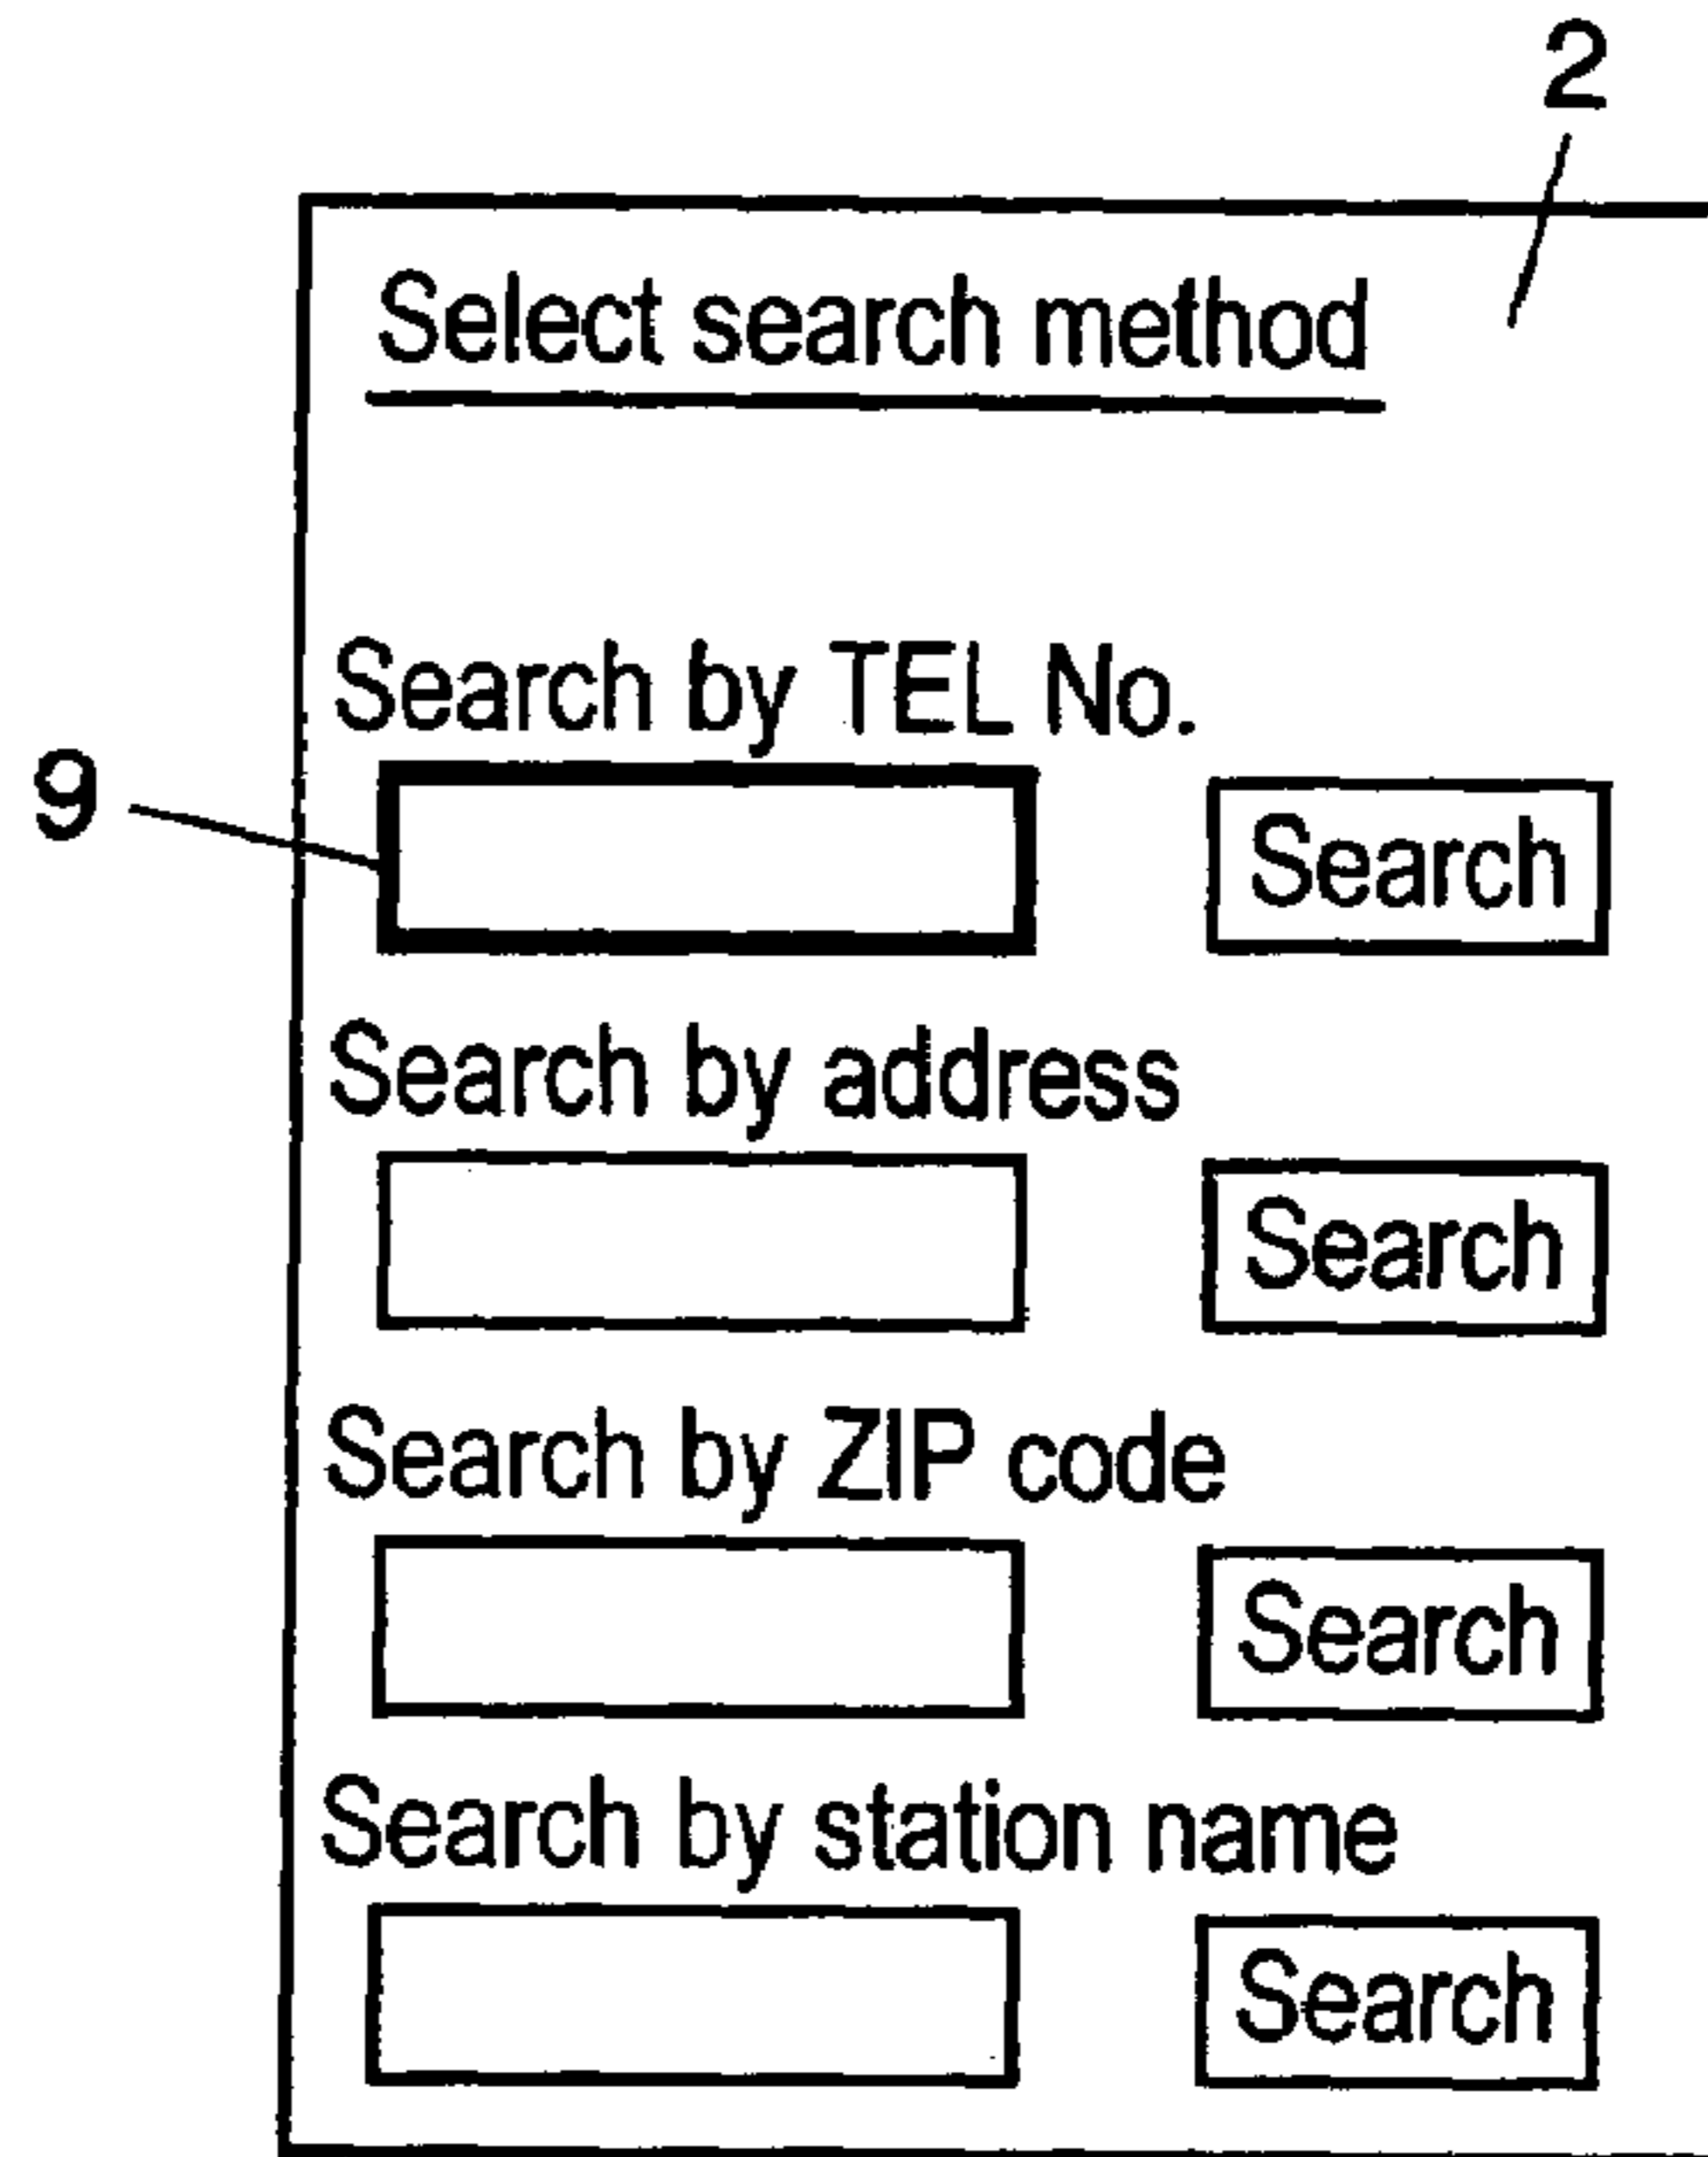 2
Select search method
Search by TEL No.
9
Search
Search by address
Search
Search by ZIP code
Search
Search by station name
Search